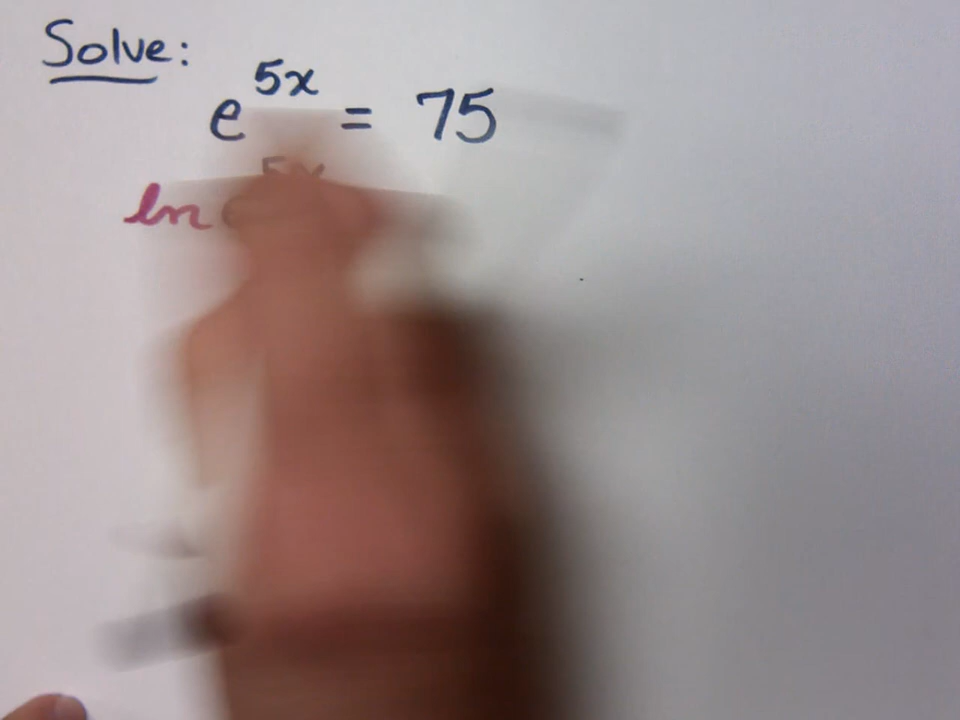 Solve:
e^{5x} = 75
ln